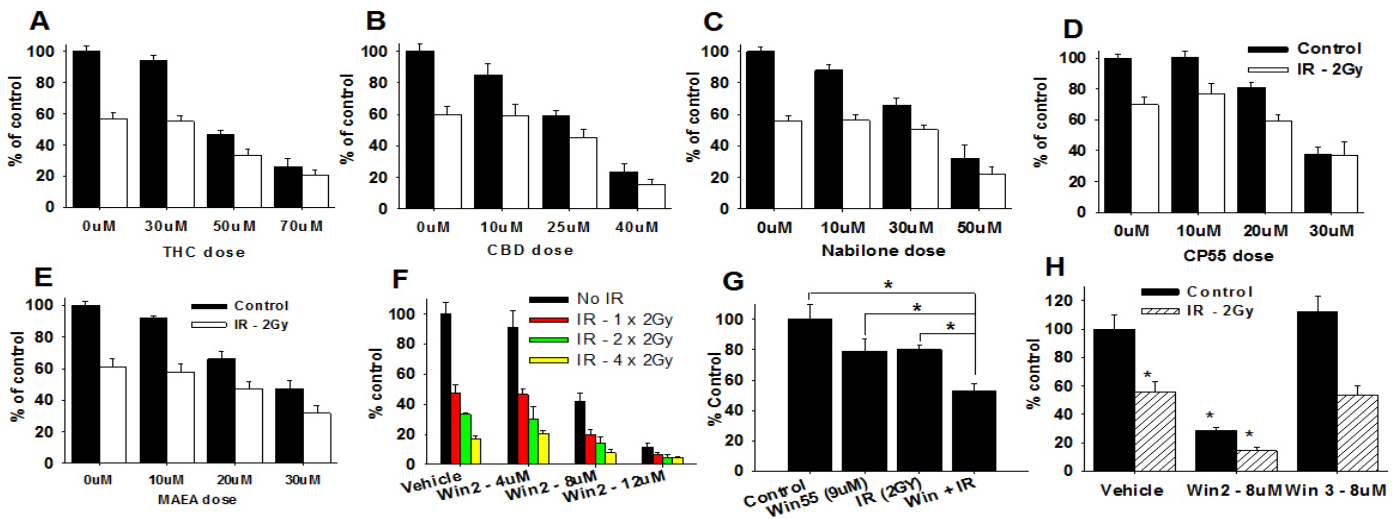 A
% of control
100
80
60
40
20
0
0uM 30uM 50uM 70uM
THC dose
B
% of control
100
80
60
40
20
0
0uM 10uM 25uM 40uM
CBD dose
C
% of control
100
80
60
40
20
0
0uM 10uM 30uM 50uM
Nabilone dose
D
Control
IR - 2Gy
% of control
100
80
60
40
20
0
0uM 10uM 20uM 30uM
CP55 dose
E
Control
IR - 2Gy
% of control
100
80
60
40
20
0
0uM 10uM 20uM 30uM
MAEA dose
F
No IR
IR - 1 x 2Gy
IR - 2 x 2Gy
IR - 4 x 2Gy
% control
100
80
60
40
20
0
Vehicle
Win2 - 4uM
Win2 - 8uM
Win2 - 12uM
G
* * *
% Control
100
80
60
40
20
0
Control
Win55 (9uM)
IR (2GY)
Win + IR
H
Control
IR - 2Gy
% control
120
100
80
60
40
20
0
* * *
Vehicle Win2 - 8uM Win 3 - 8uM